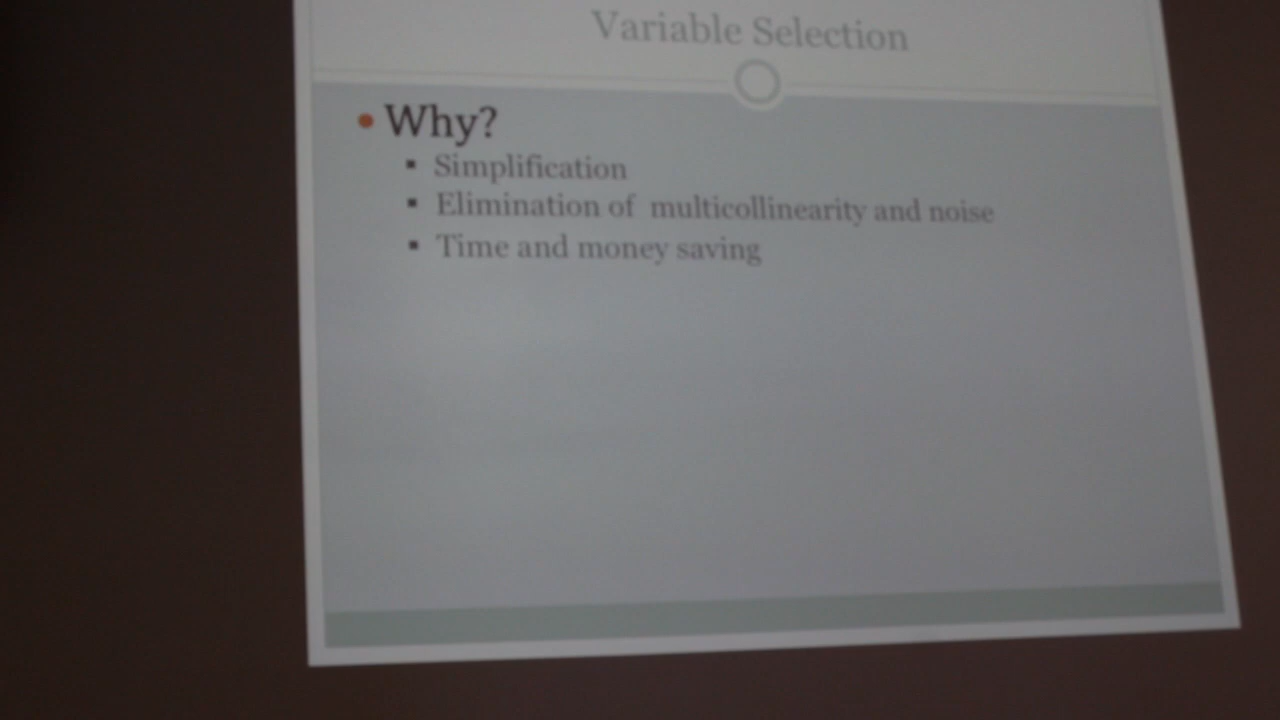 Variable Selection
• Why?
▪ Simplification
▪ Elimination of multicollinearity and noise
▪ Time and money saving